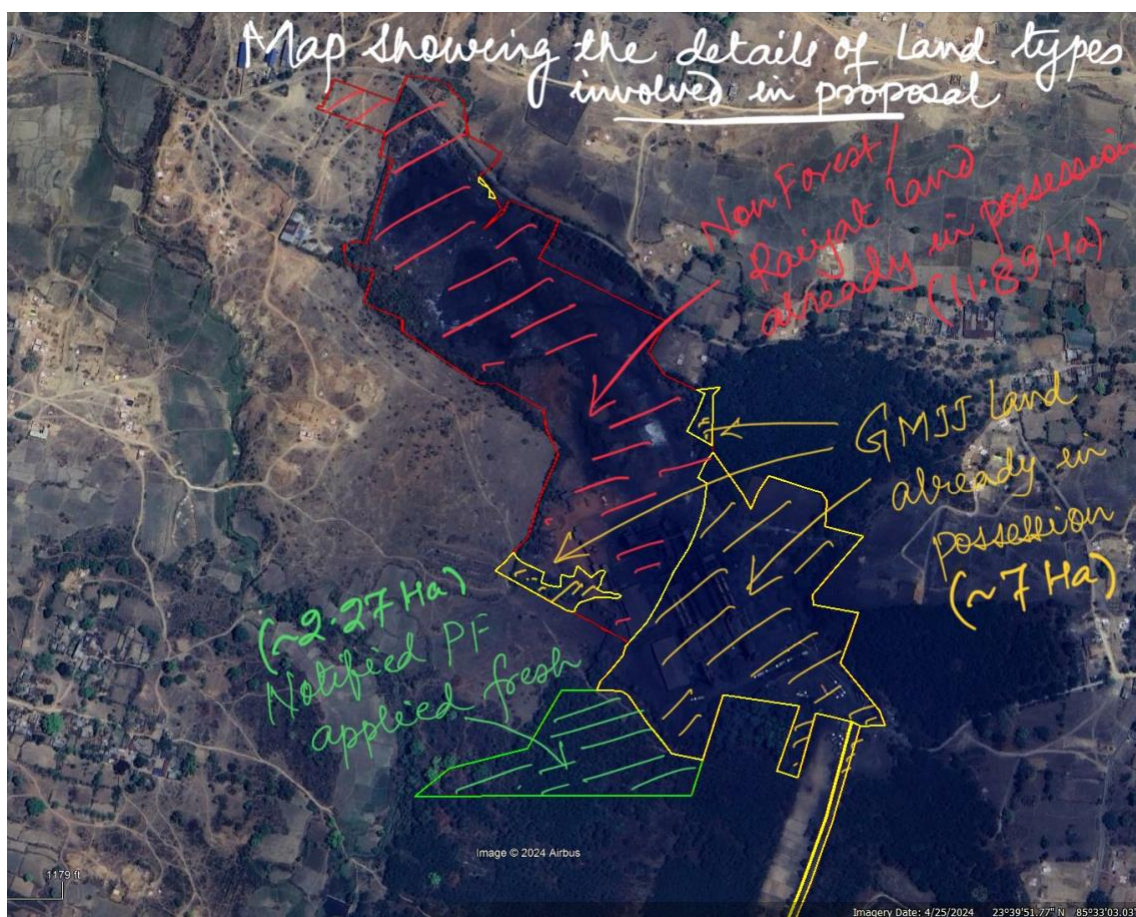 Map showing the details of Land types
involved in proposal
Non Forest/
Raiyat land
already in possession
(11.89 Ha)
GMJJ land
already in
possession
(~7 Ha)
(~2.27 Ha)
Notified PF
applied fresh
Image © 2024 Airbus
1179 ft
Imagery Date: 4/25/2024 23°39'51.77" N 85°33'03.03"